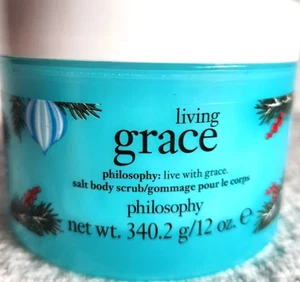 living
grace
philosophy: live with grace.
salt body scrub/gommage pour le corps
philosophy
net wt. 340.2 g/12 oz. ℮